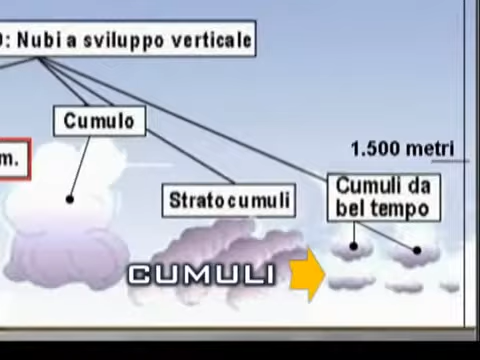 : Nubi a sviluppo verticale
Cumulo
1.500 metri
m.
Cumuli da
bel tempo
Stratocumuli
CUMULI